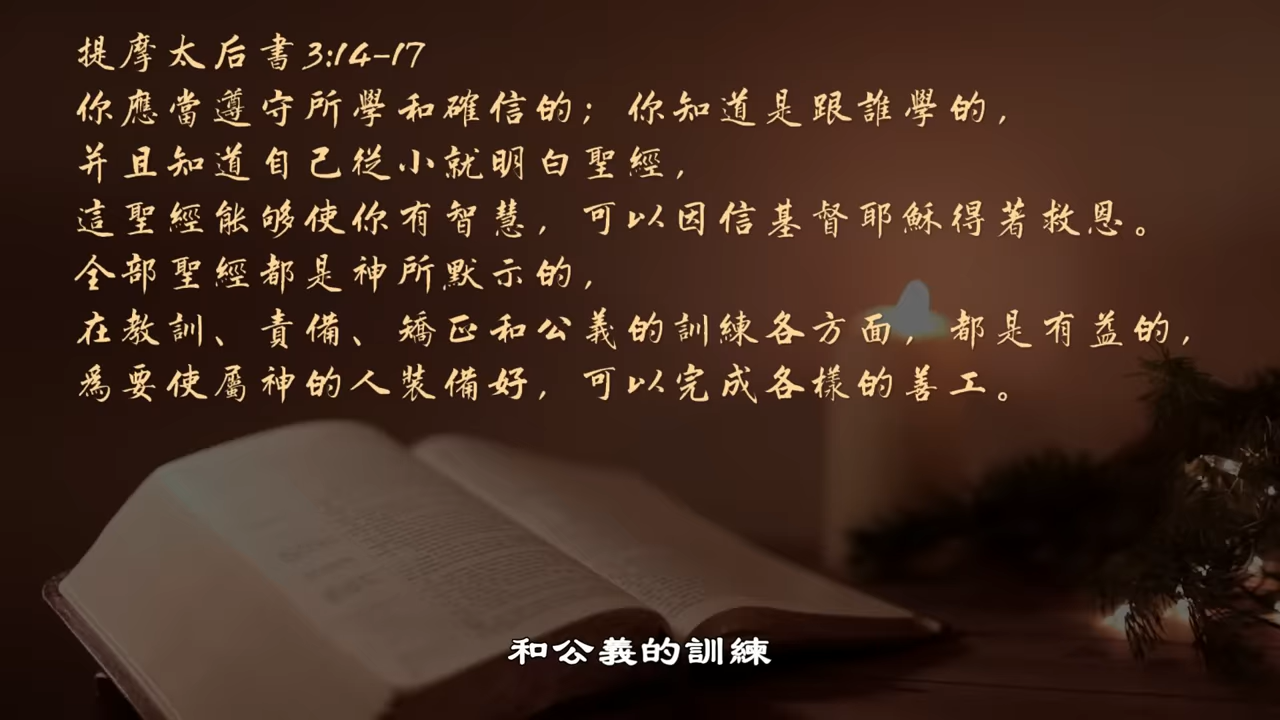 提摩太后書3:14-17
你應當遵守所學和確信的；你知道是跟誰學的，
并且知道自己從小就明白聖經，
這聖經能够使你有智慧，可以因信基督耶穌得著救恩。
全部聖經都是神所默示的，
在教訓、責備、矯正和公義的訓練各方面，都是有益的，
爲要使屬神的人裝備好，可以完成各樣的善工。
和公義的訓練